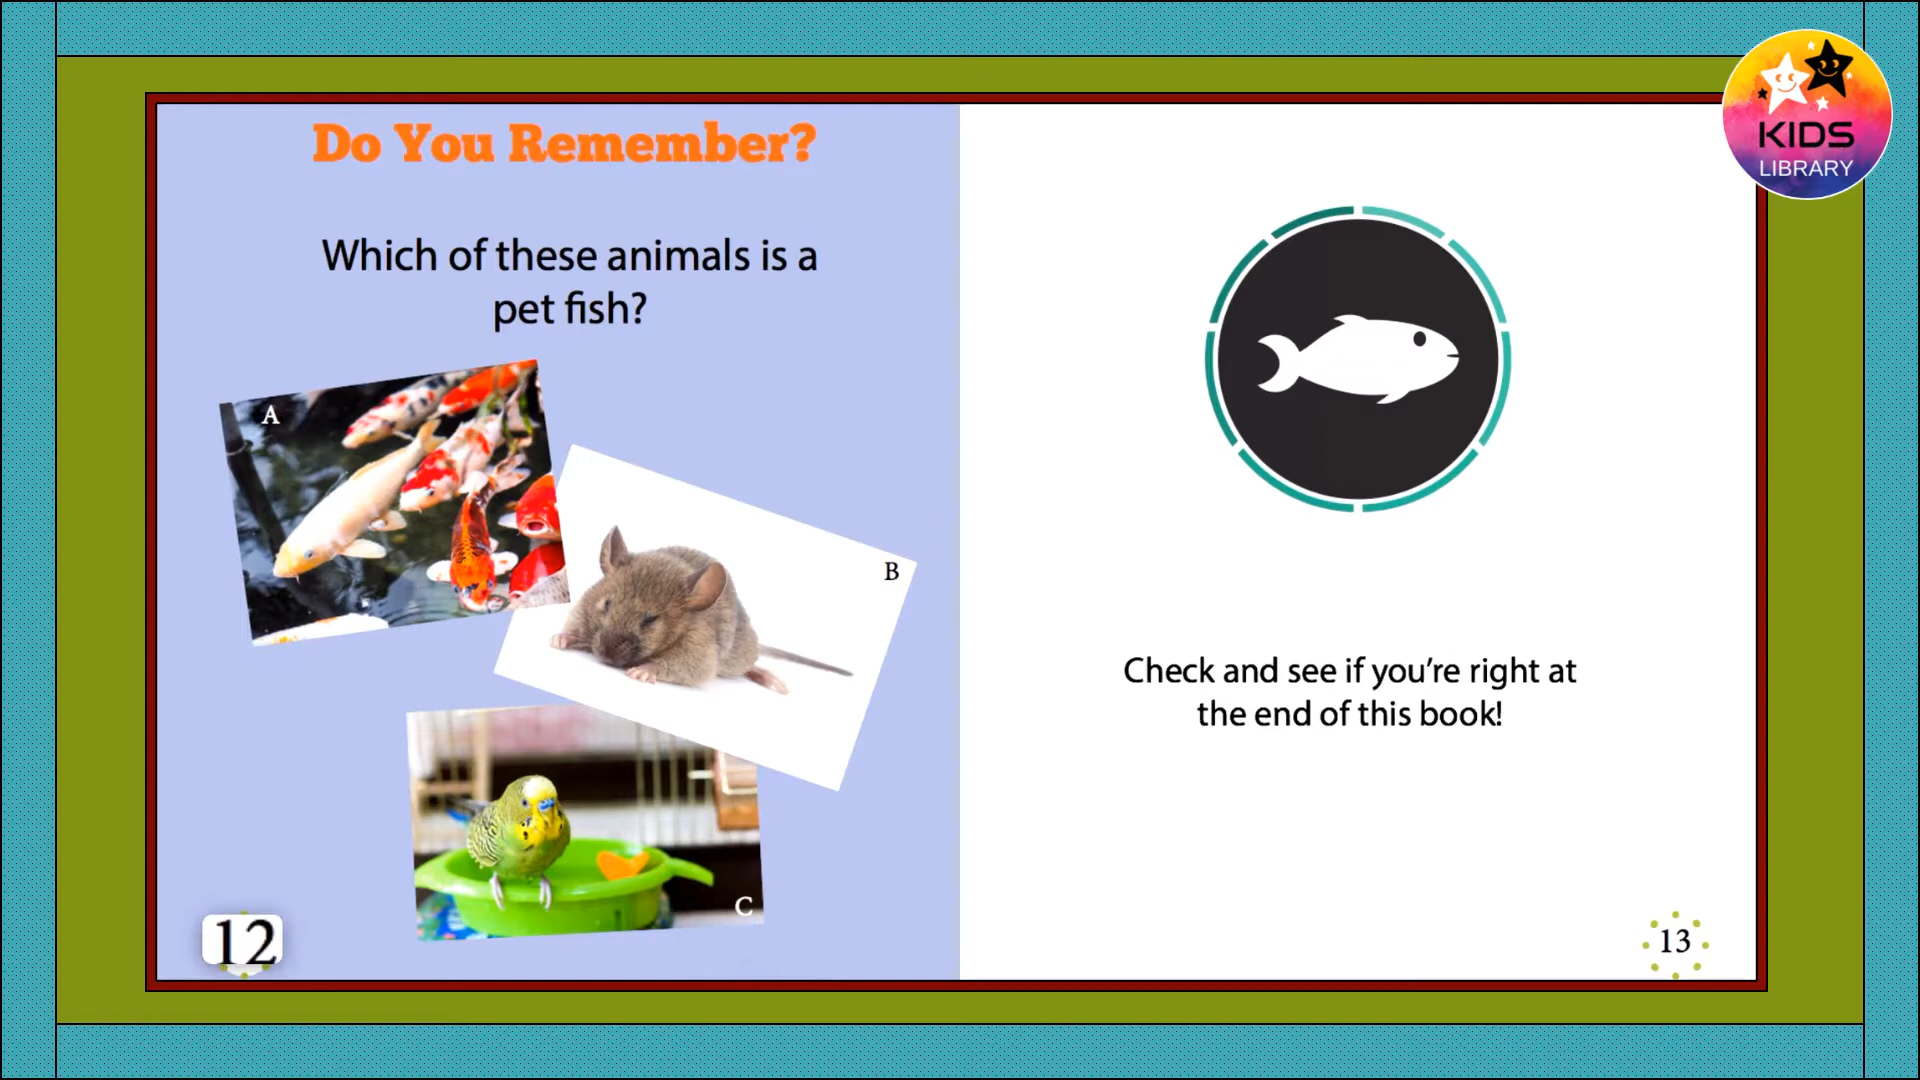 Do You Remember?
Which of these animals is a
pet fish?
A
B
C
12
KIDS
LIBRARY
Check and see if you’re right at
the end of this book!
13